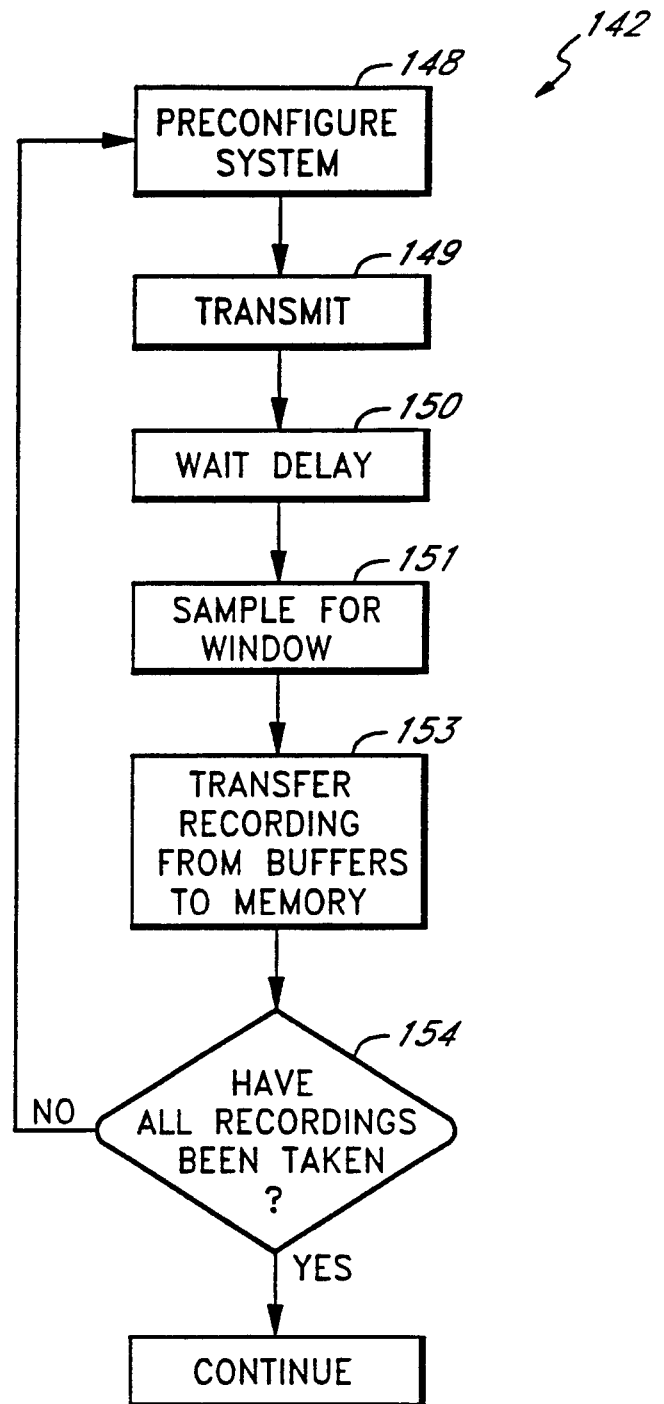 142
148
PRECONFIGURE
SYSTEM
149
TRANSMIT
150
WAIT DELAY
151
SAMPLE FOR
WINDOW
153
TRANSFER
RECORDING
FROM BUFFERS
TO MEMORY
154
HAVE
ALL RECORDINGS
BEEN TAKEN
?
NO
YES
CONTINUE